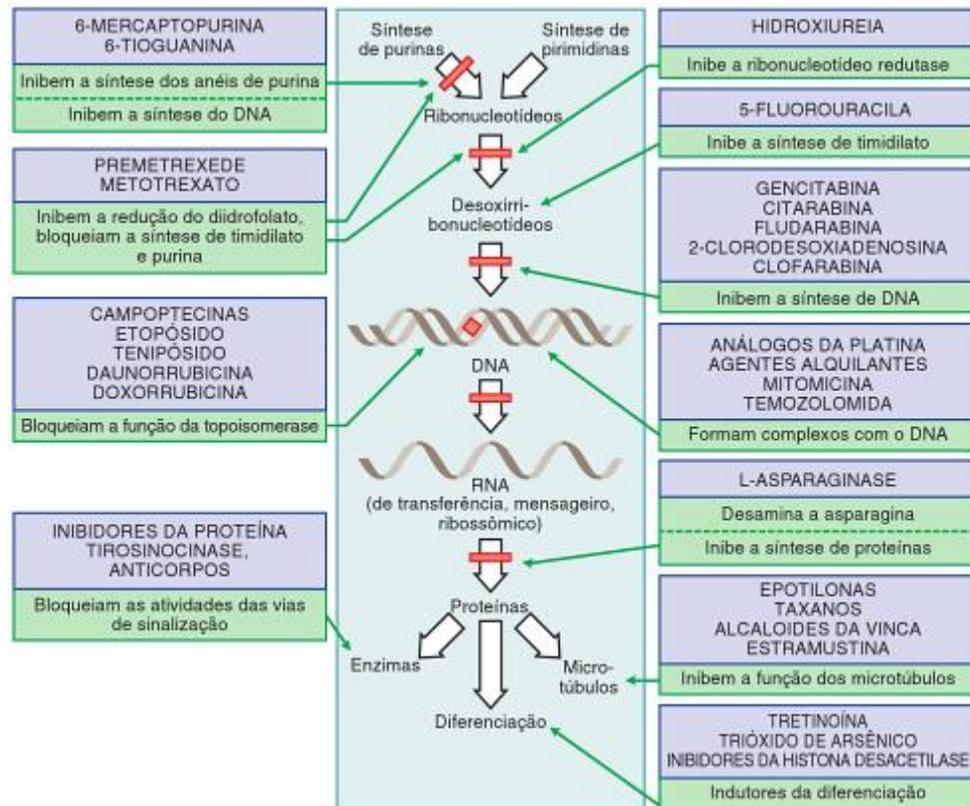 6-MERCAPTOPURINA
6-TIOGUANINA
Inibem a síntese dos anéis de purina
Inibem a síntese do DNA
PREMETREXEDE
METOTREXATO
Inibem a redução do diidrofolato,
bloqueiam a síntese de timidilato
e purina
CAMPOPTECINAS
ETOPÓSIDO
TENIPÓSIDO
DAUNORRUBICINA
DOXORRUBICINA
Bloqueiam a função da topoisomerase
INIBIDORES DA PROTEÍNA
TIROSINOCINASE,
ANTICORPOS
Bloqueiam as atividades das vias
de sinalização
Síntese
de purinas
Síntese de
pirimidinas
Ribonucleotídeos
Desoxirri-
bonucleotídeos
DNA
RNA
(de transferência, mensageiro,
ribossômico)
Proteínas
Enzimas
Micro-
túbulos
Diferenciação
HIDROXIUREIA
Inibe a ribonucleotídeo redutase
5-FLUOROURACILA
Inibe a síntese de timidilato
GENCITABINA
CITARABINA
FLUDARABINA
2-CLORODESOXIADENOSINA
CLOFARABINA
Inibem a síntese de DNA
ANÁLOGOS DA PLATINA
AGENTES ALQUILANTES
MITOMICINA
TEMOZOLOMIDA
Formam complexos com o DNA
L-ASPARAGINASE
Desamina a asparagina
Inibe a síntese de proteínas
EPOTILONAS
TAXANOS
ALCALOIDES DA VINCA
ESTRAMUSTINA
Inibem a função dos microtúbulos
TRETINOÍNA
TRIÓXIDO DE ARSÊNICO
INIBIDORES DA HISTONA DESACETILASE
Indutores da diferenciação